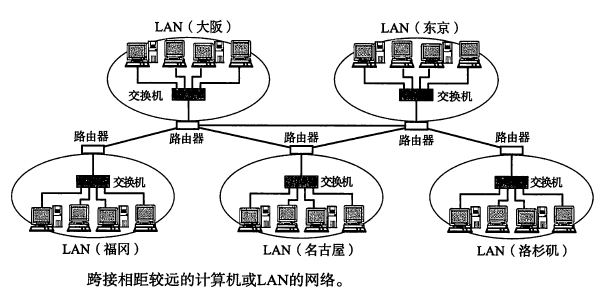 LAN（大阪）
LAN（东京）
交换机
交换机
路由器
路由器
路由器
路由器
路由器
交换机
交换机
交换机
LAN（福冈）
LAN（名古屋）
LAN（洛杉矶）
跨接相距较远的计算机或LAN的网络。